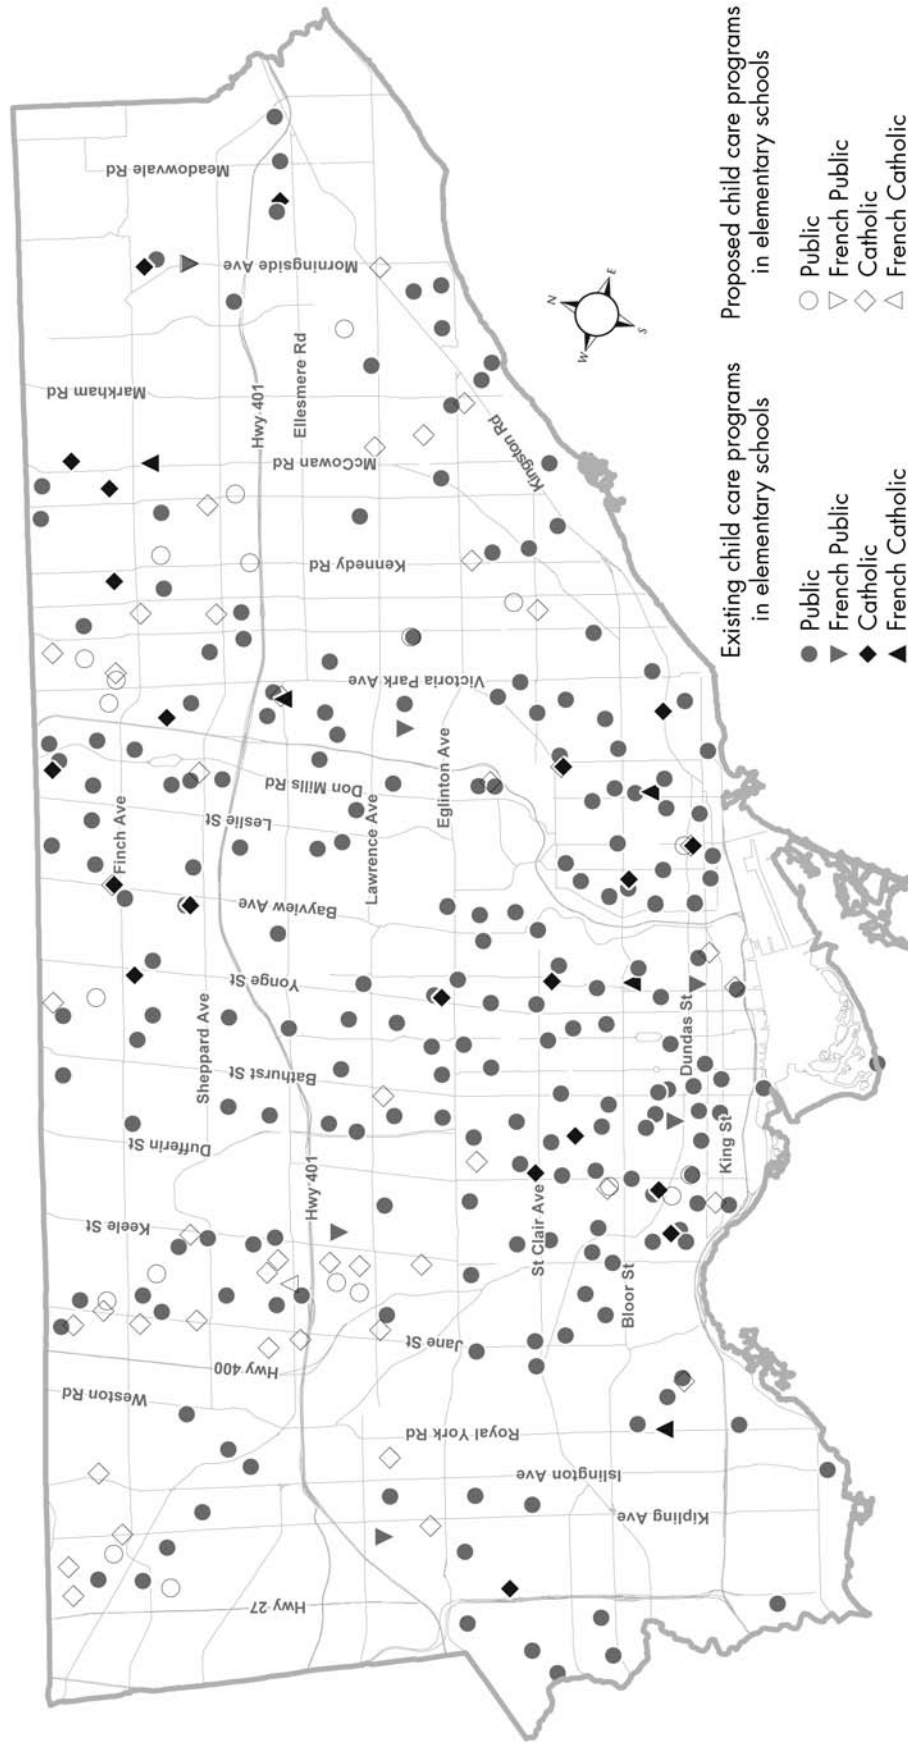 Meadowvale Rd
Morningside Ave
Markham Rd
Hwy 401
Ellesmere Rd
McCowan Rd
Kingston Rd
Kennedy Rd
Victoria Park Ave
Finch Ave
Don Mills Rd
Leslie St
Lawrence Ave
Eglinton Ave
Bayview Ave
Yonge St
Sheppard Ave
Bathurst St
Dundas St
Dufferin St
Hwy 401
King St
Keele St
St Clair Ave
Bloor St
Jane St
Hwy 400
Weston Rd
Royal York Rd
Islington Ave
Kipling Ave
Hwy 27
N
E
S
W
Existing child care programs
in elementary schools
Public
French Public
Catholic
French Catholic
Proposed child care programs
in elementary schools
Public
French Public
Catholic
French Catholic